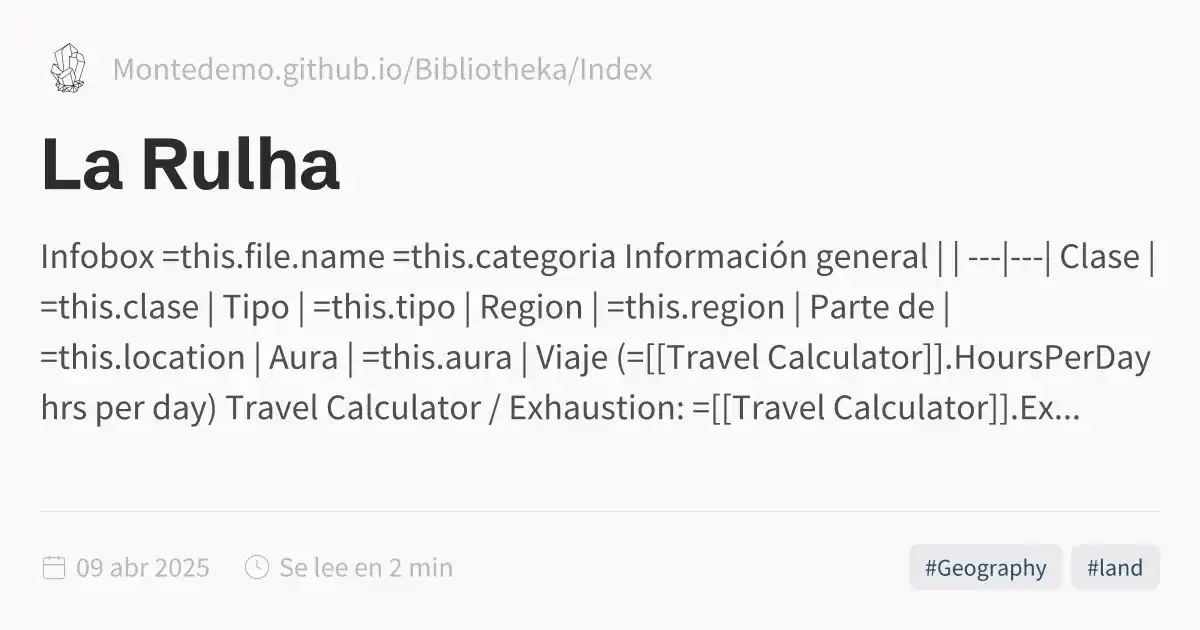 Montedemo.github.io/Bibliotheka/Index
La Rulha
Infobox =this.file.name =this.categoria Información general | | ---|---| Clase |
=this.clase | Tipo | =this.tipo | Region | =this.region | Parte de |
=this.location | Aura | =this.aura | Viaje (=[[Travel Calculator]].HoursPerDay
hrs per day) Travel Calculator / Exhaustion: =[[Travel Calculator]].Ex...
09 abr 2025
Se lee en 2 min
#Geography
#land